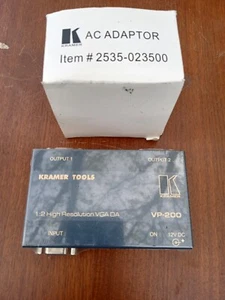 KRAMER
AC ADAPTOR
Item # 2535-023500
OUTPUT 1
OUTPUT 2
KRAMER TOOLS
KRAMER
1:2 High Resolution VGA DA
VP-200
INPUT
ON
12V DC